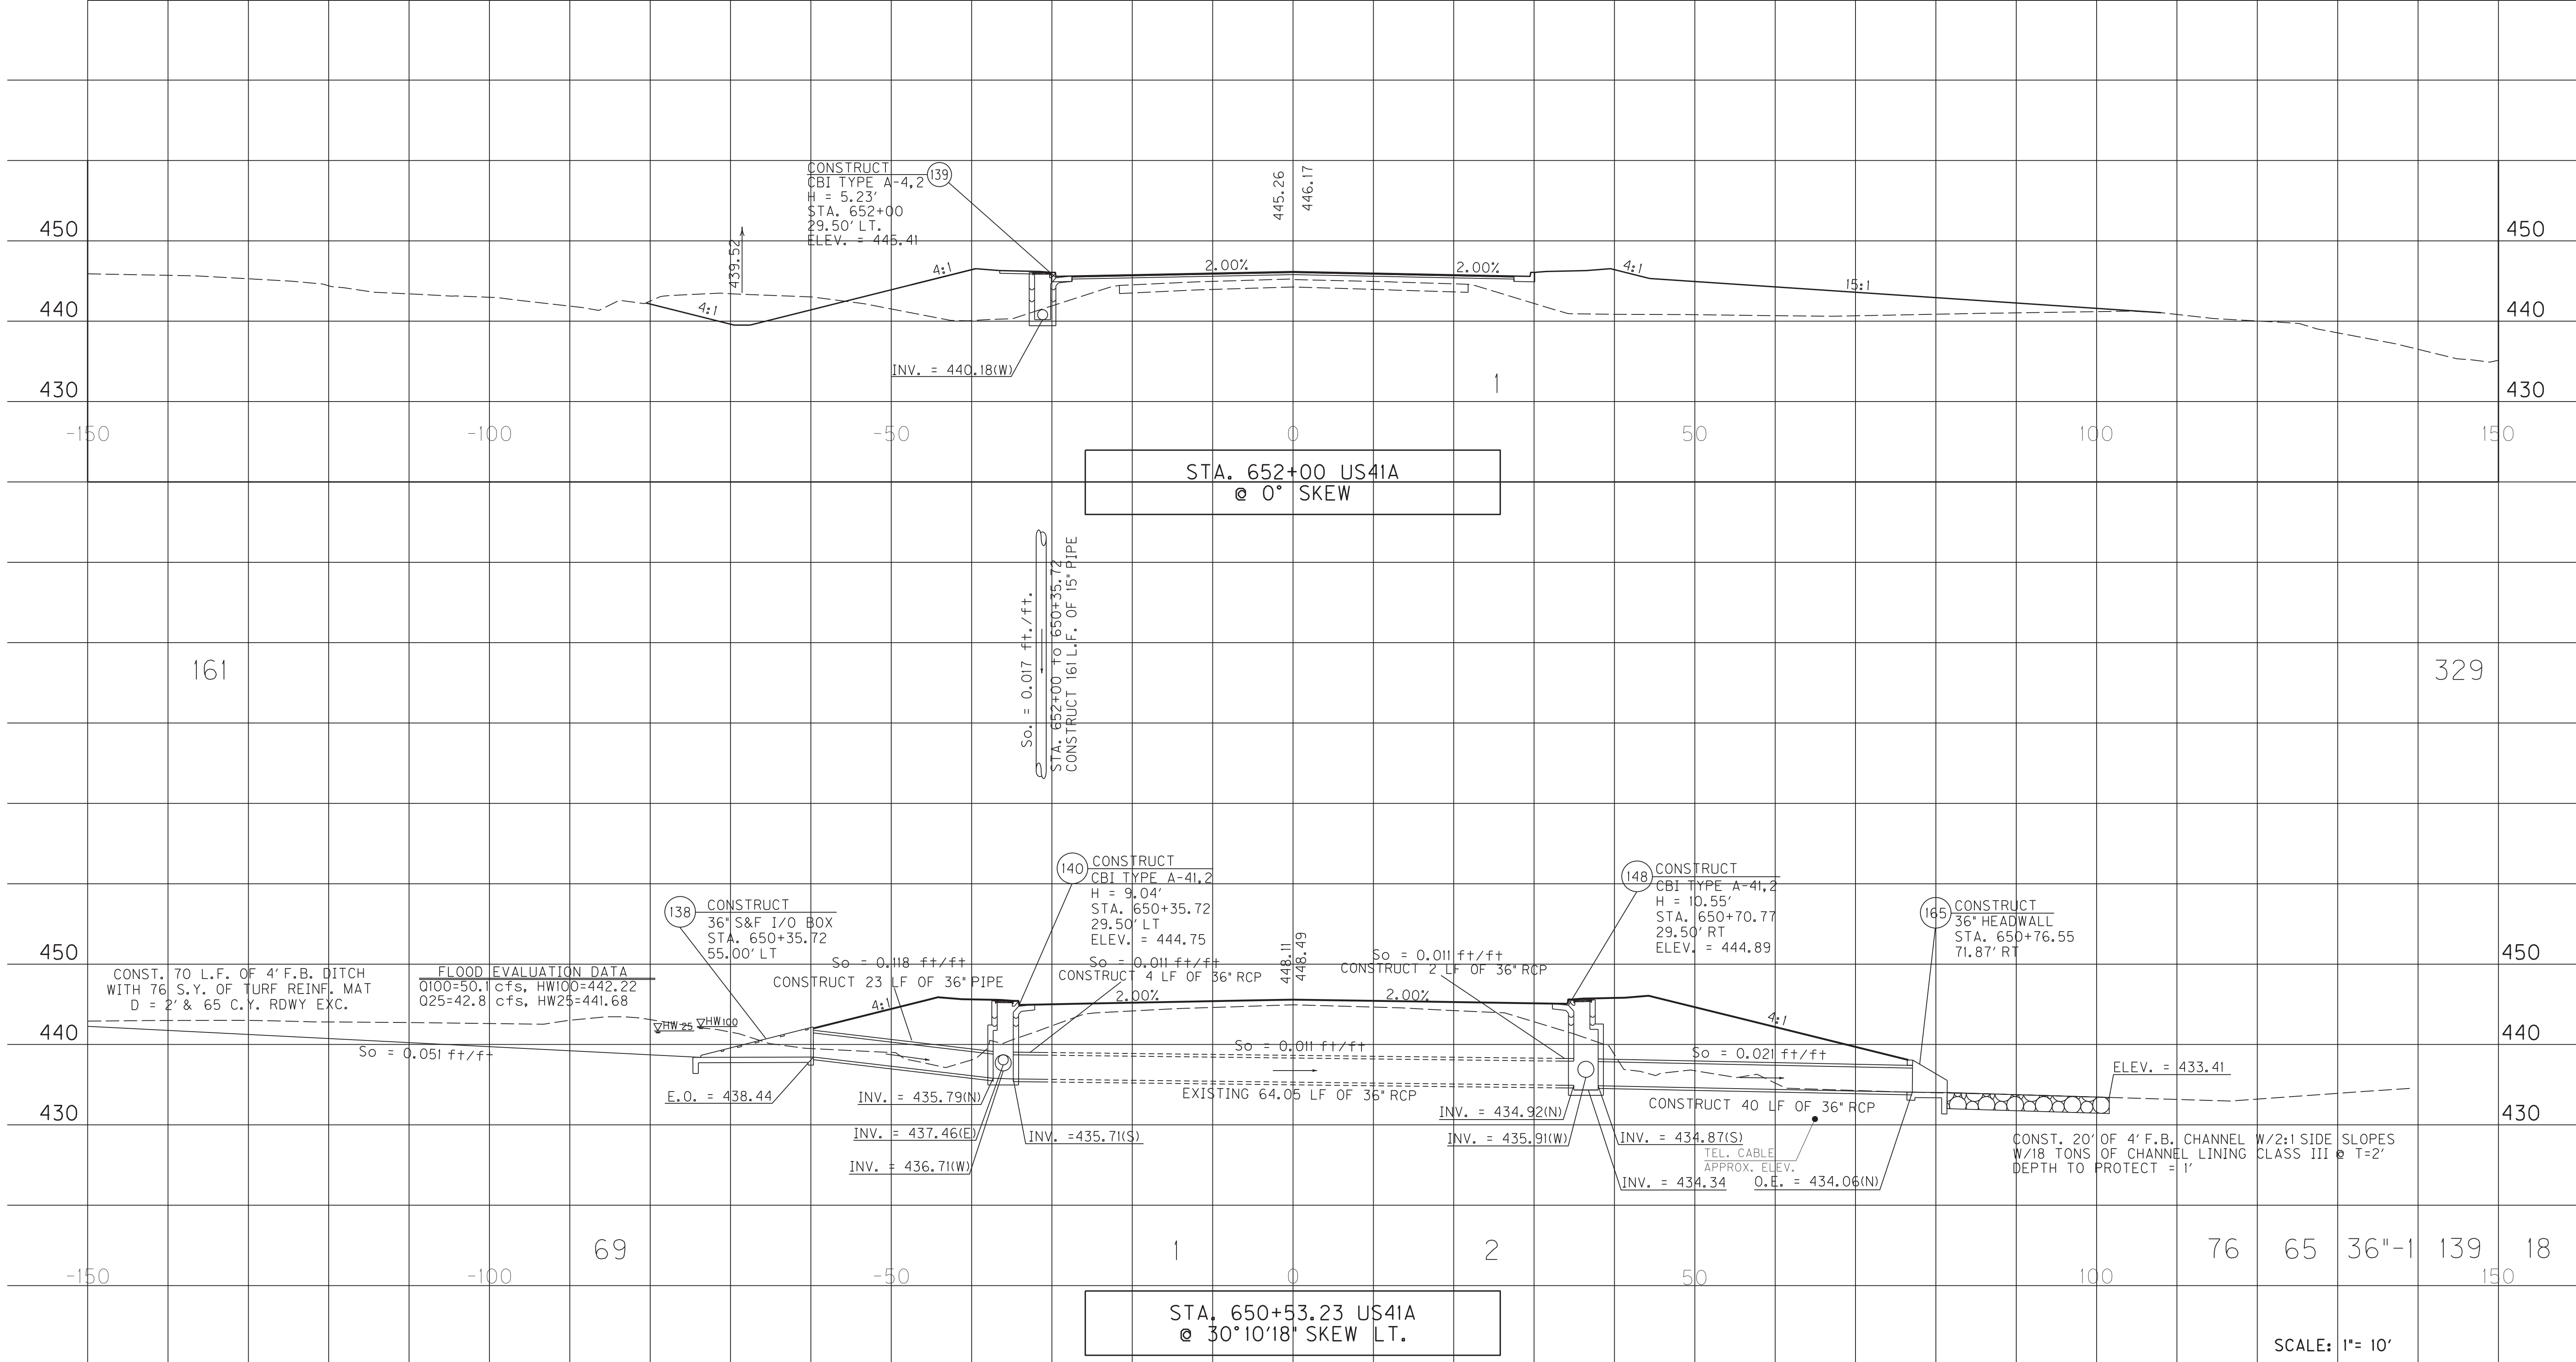 CONSTRUCT
139
CBI TYPE A-4,2
H = 5.23'
STA. 652+00
29.50' LT.
ELEV. = 445.41
445.26
446.17
439.52
450
450
4:1
2.00%
2.00%
4:1
15:1
4:1
440
440
INV. = 440.18(W)
1
430
430
-150
-100
-50
0
50
100
150
STA. 652+00 US41A
@ 0° SKEW
So. = 0.017 ft./ft.
STA. 652+00 to 650+35.72
CONSTRUCT 161 L.F. OF 15" PIPE
161
329
140
CONSTRUCT
CBI TYPE A-41,2
H = 9.04'
STA. 650+35.72
29.50' LT
ELEV. = 444.75
148
CONSTRUCT
CBI TYPE A-41,2
H = 10.55'
STA. 650+70.77
29.50' RT
ELEV. = 444.89
138
CONSTRUCT
36" S&F I/O BOX
STA. 650+35.72
55.00' LT
165
CONSTRUCT
36" HEADWALL
STA. 650+76.55
71.87' RT
448.11
448.49
450
450
CONST. 70 L.F. OF 4' F.B. DITCH
WITH 76 S.Y. OF TURF REINF. MAT
D = 2' & 65 C.Y. RDWY EXC.
FLOOD EVALUATION DATA
Q100=50.1 cfs, HW100=442.22
Q25=42.8 cfs, HW25=441.68
So = 0.118 ft/ft
CONSTRUCT 23 LF OF 36" PIPE
So = 0.011 ft/ft
CONSTRUCT 4 LF OF 36" RCP
So = 0.011 ft/ft
CONSTRUCT 2 LF OF 36" RCP
4:1
2.00%
2.00%
4:1
HW 25
HW 100
440
440
So = 0.051 ft/ft
So = 0.011 ft/ft
So = 0.021 ft/ft
ELEV. = 433.41
E.O. = 438.44
INV. = 435.79(N)
EXISTING 64.05 LF OF 36" RCP
CONSTRUCT 40 LF OF 36" RCP
430
430
INV. = 437.46(E)
INV. =435.71(S)
INV. = 436.71(W)
INV. = 434.92(N)
INV. = 435.91(W)
INV. = 434.87(S)
TEL. CABLE
APPROX. ELEV.
INV. = 434.34
O.E. = 434.06(N)
CONST. 20' OF 4' F.B. CHANNEL W/2:1 SIDE SLOPES
W/18 TONS OF CHANNEL LINING CLASS III @ T=2'
DEPTH TO PROTECT = 1'
69
1
2
76
65
36"-1
139
18
-150
-100
-50
0
50
100
150
STA. 650+53.23 US41A
@ 30°10'18" SKEW LT.
SCALE: 1"= 10'